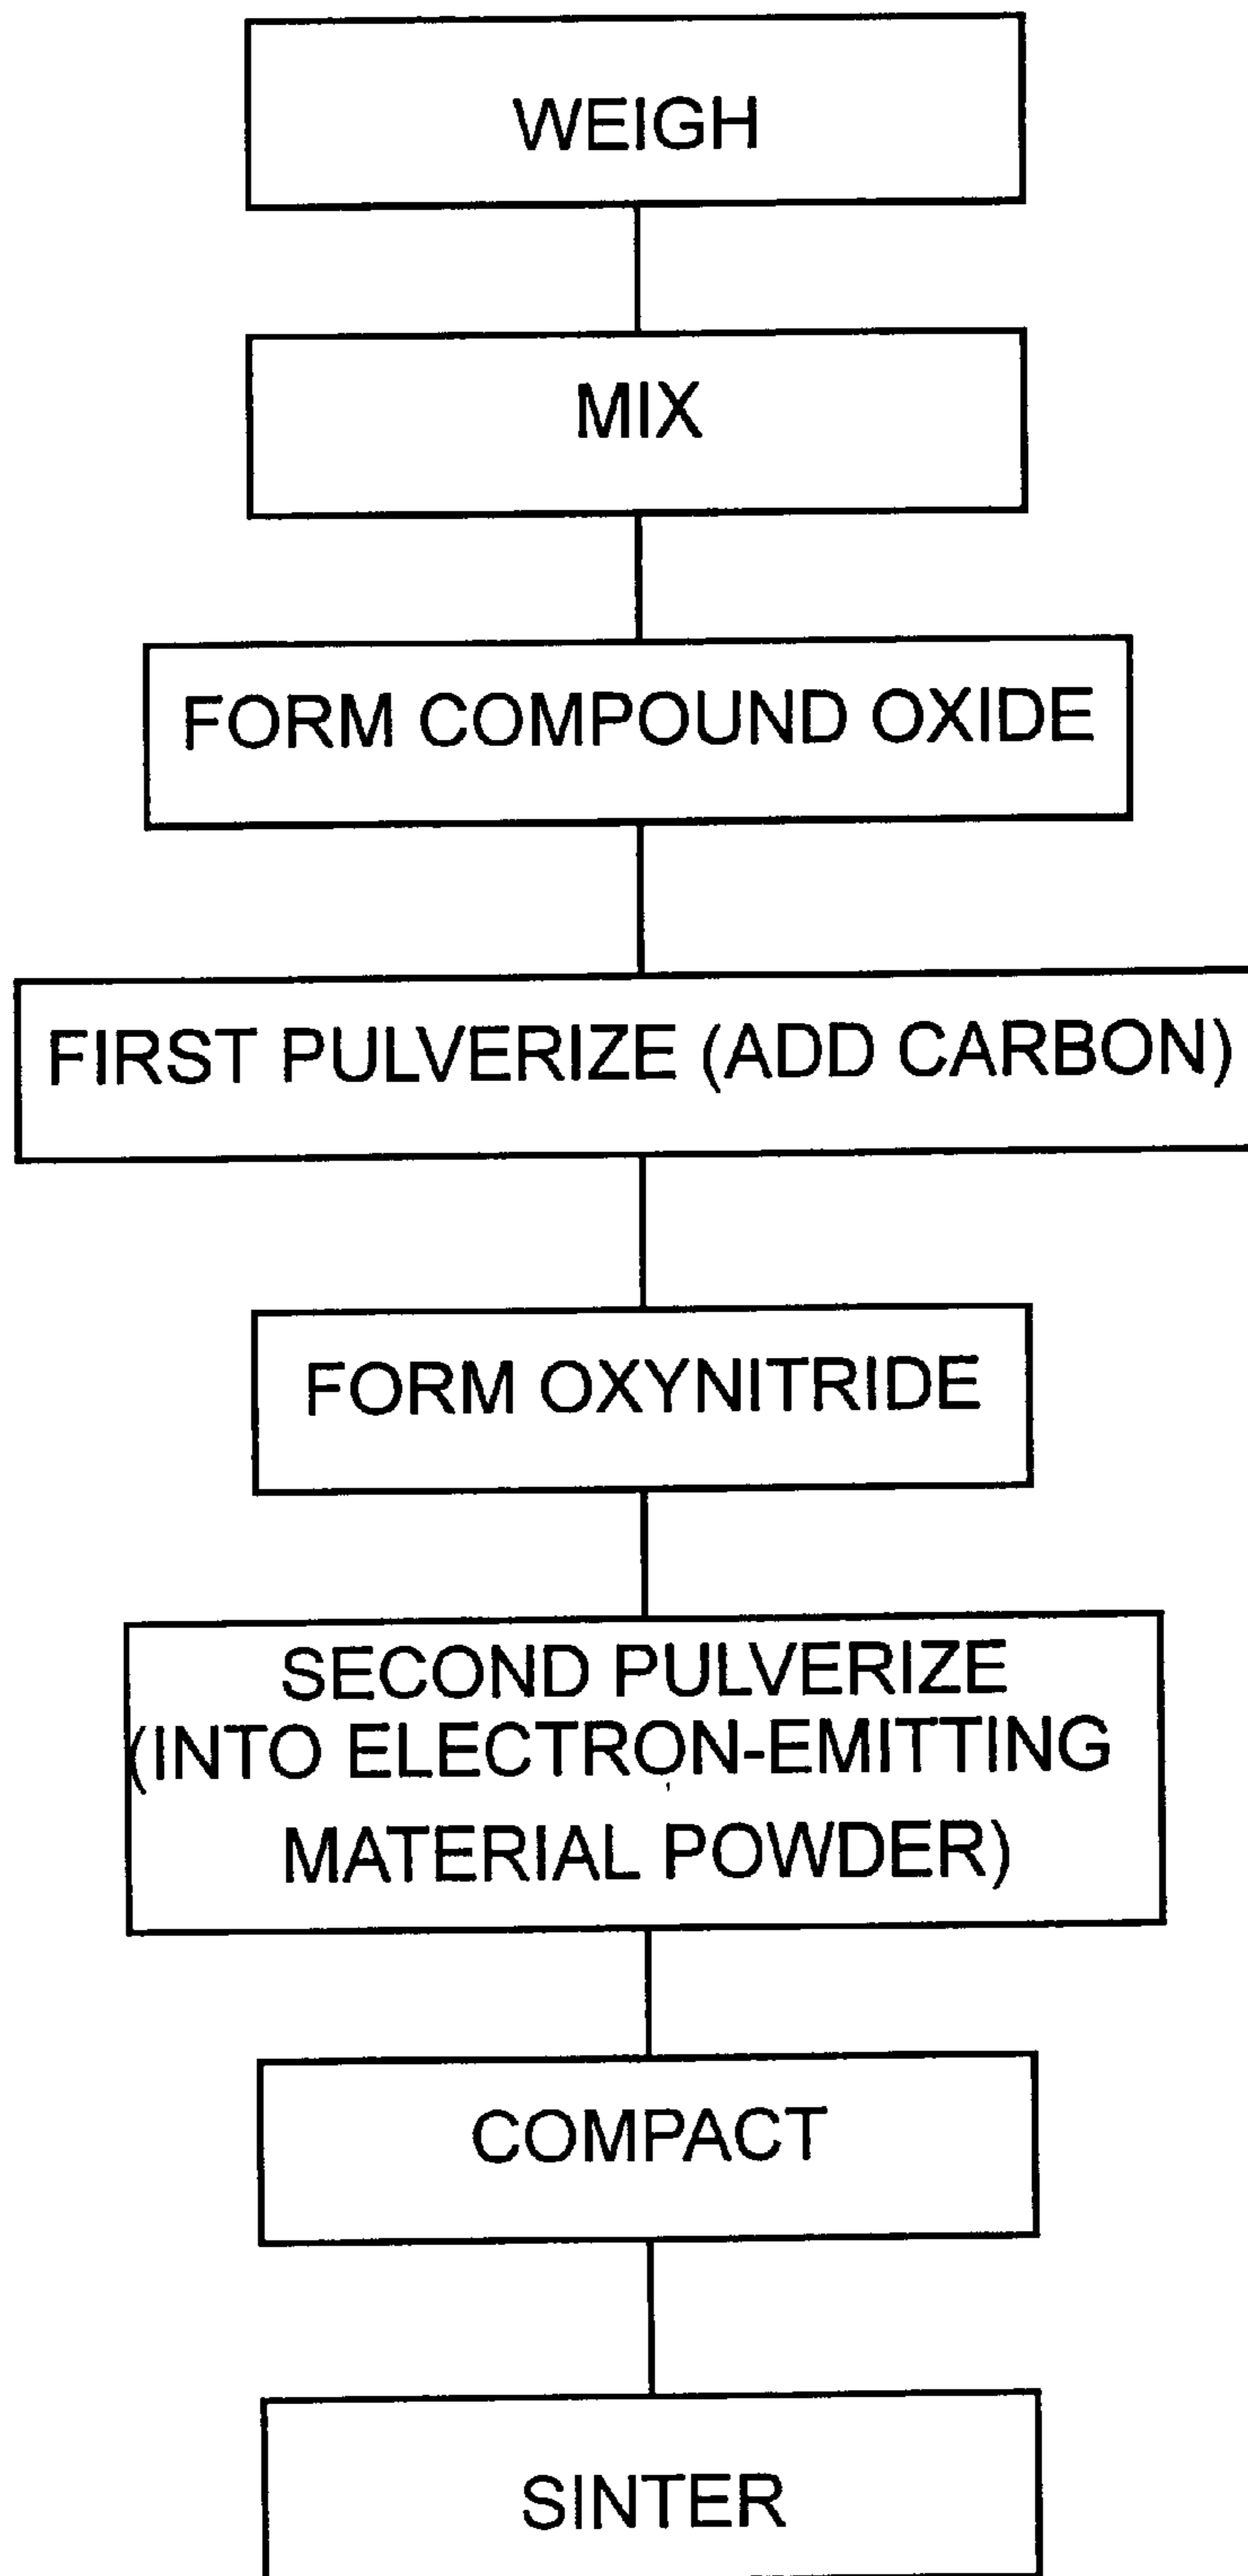 WEIGH
MIX
FORM COMPOUND OXIDE
FIRST PULVERIZE (ADD CARBON)
FORM OXYNITRIDE
SECOND PULVERIZE
(INTO ELECTRON-EMITTING
MATERIAL POWDER)
COMPACT
SINTER